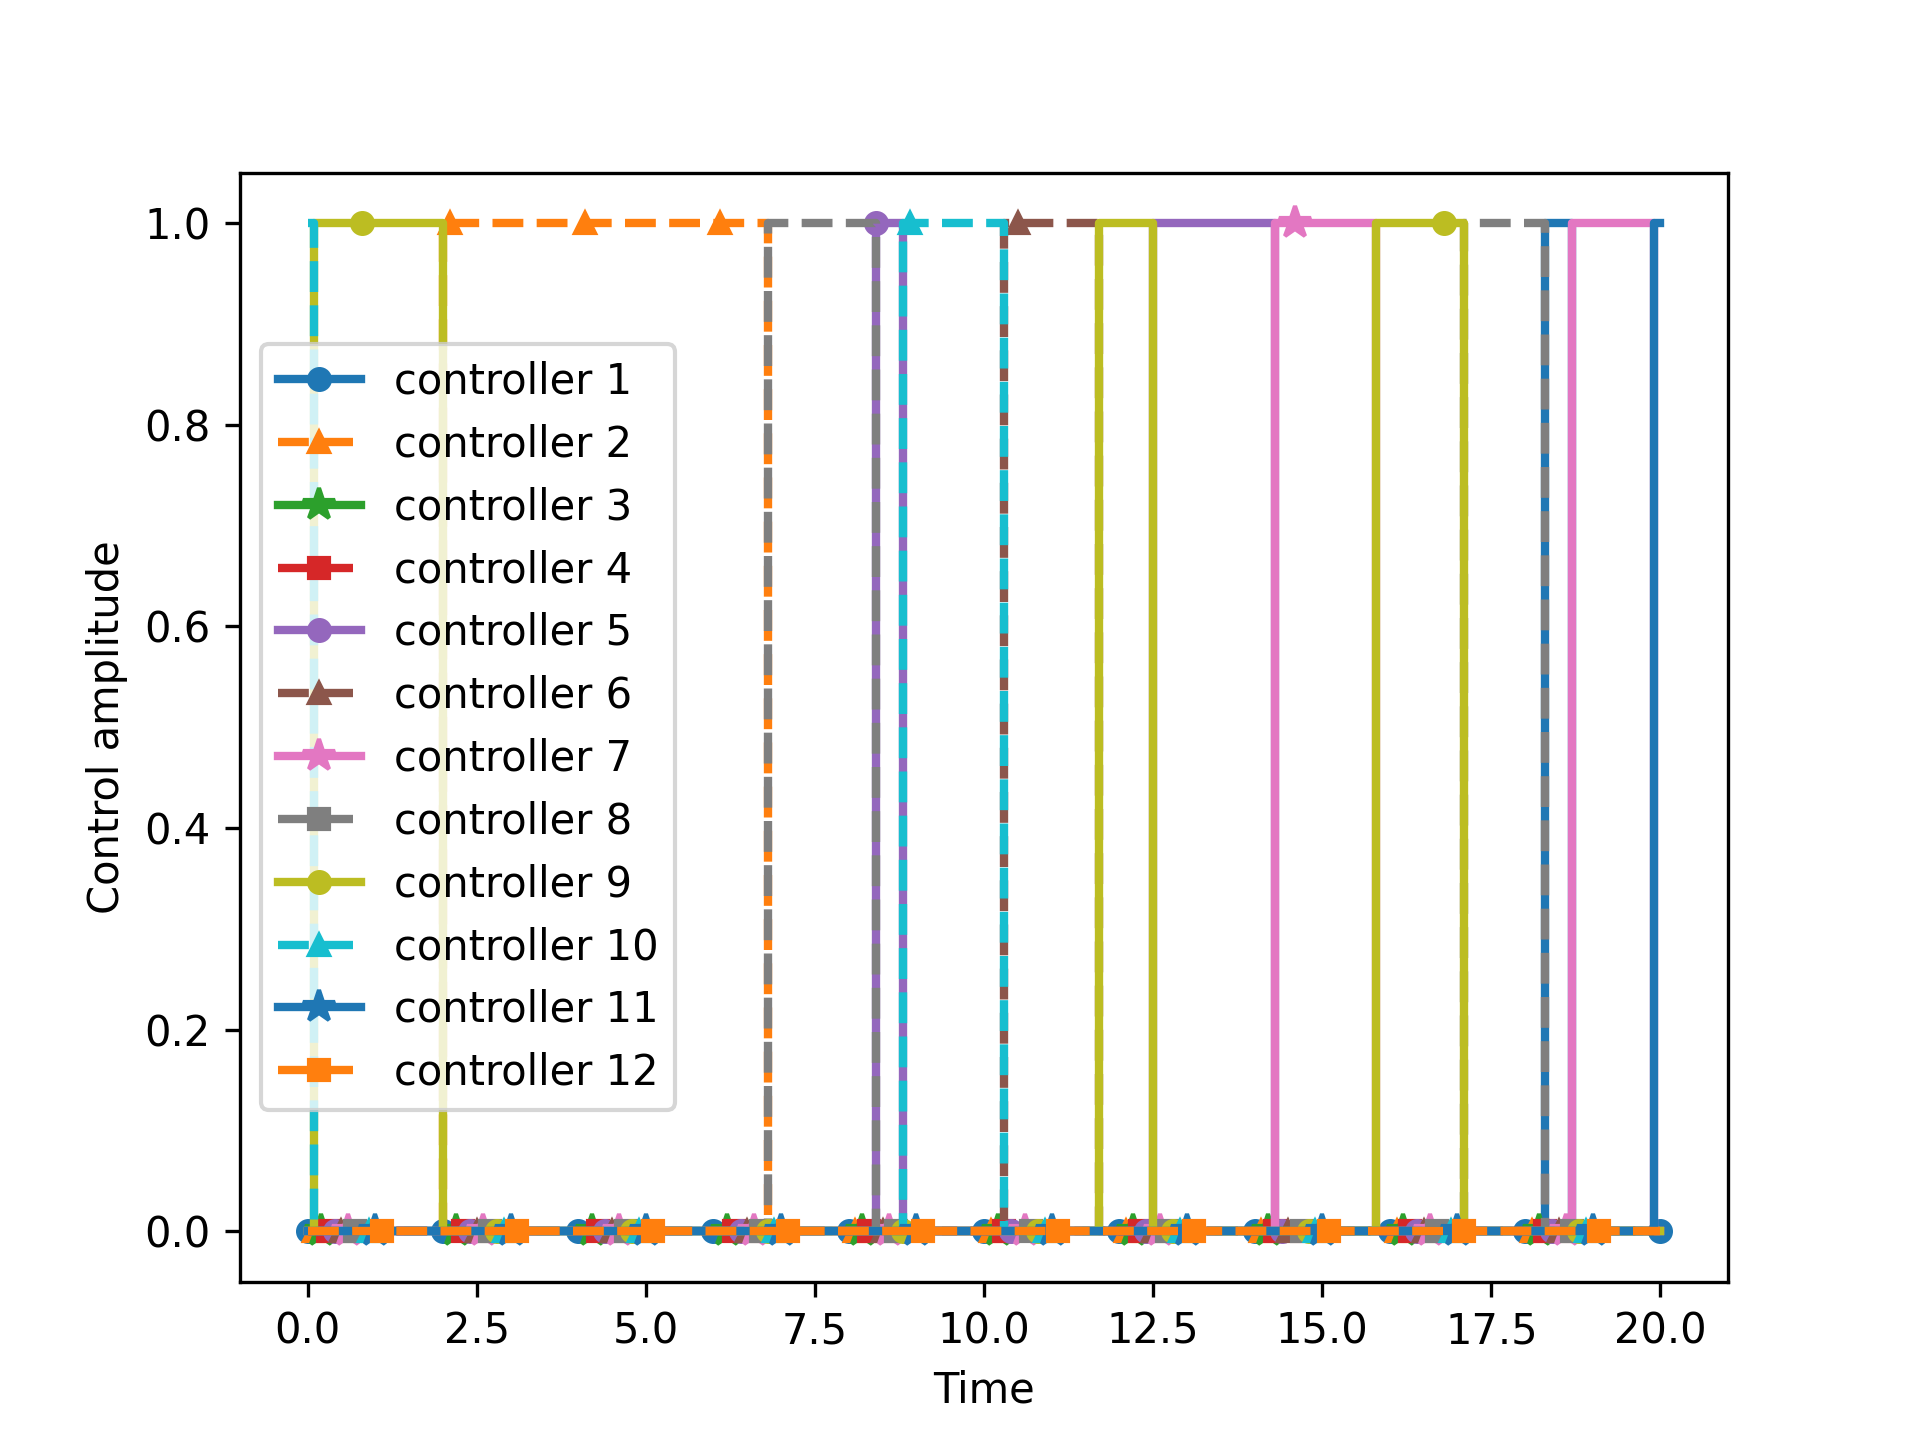 1.0
0.8
0.6
0.4
0.2
0.0
Control amplitude
controller 1
controller 2
controller 3
controller 4
controller 5
controller 6
controller 7
controller 8
controller 9
controller 10
controller 11
controller 12
0.0 2.5 5.0 7.5 10.0 12.5 15.0 17.5 20.0
Time